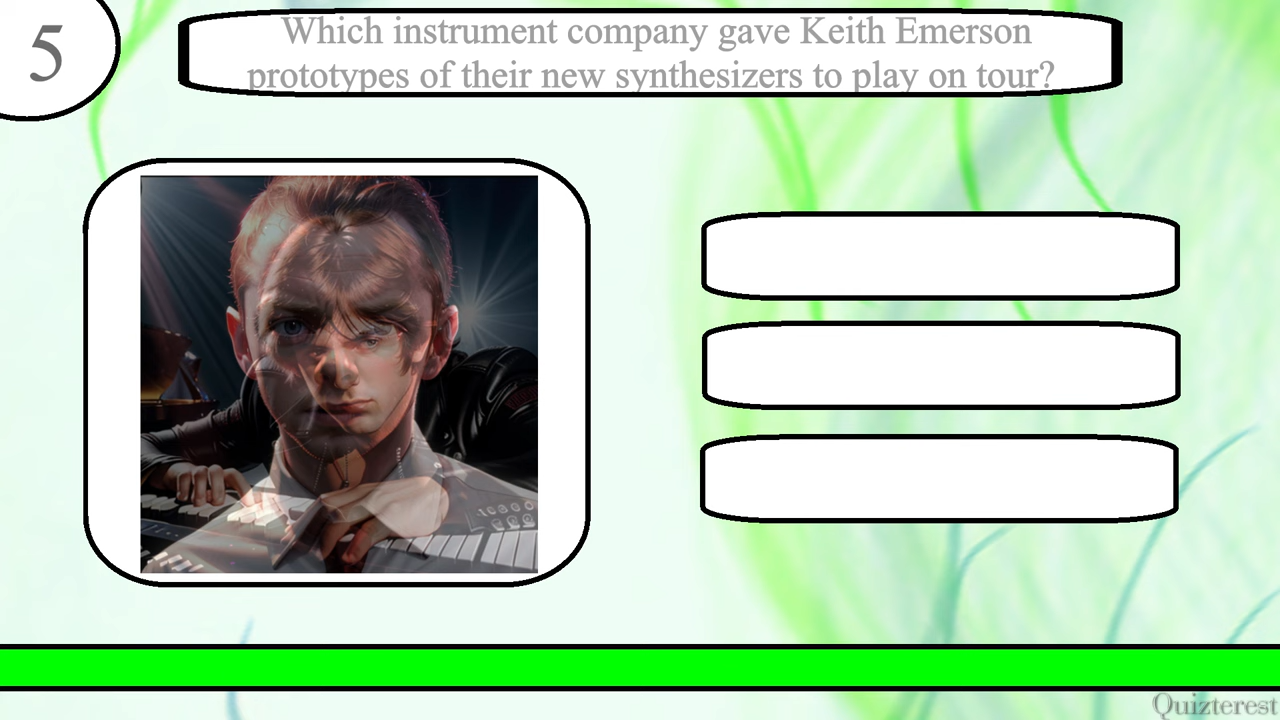 5
Which instrument company gave Keith Emerson
prototypes of their new synthesizers to play on tour?
Quizterest